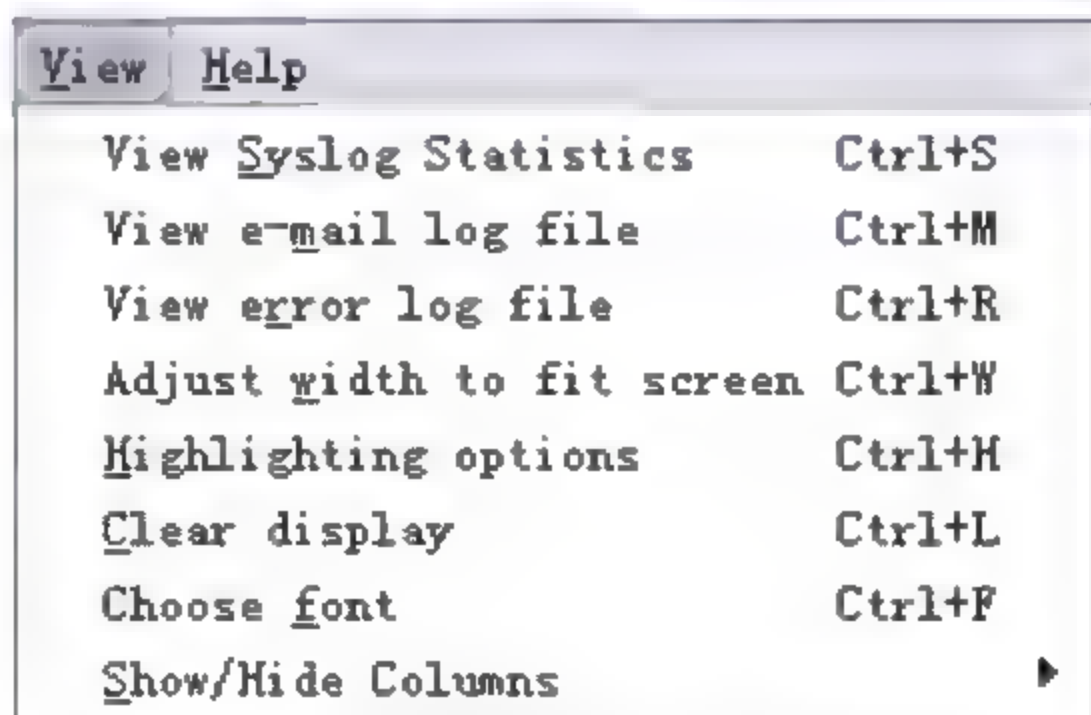 View Help
View Syslog Statistics Ctrl+S
View e-mail log file Ctrl+M
View error log file Ctrl+R
Adjust width to fit screen Ctrl+W
Highlighting options Ctrl+H
Clear display Ctrl+L
Choose font Ctrl+F
Show/Hide Columns